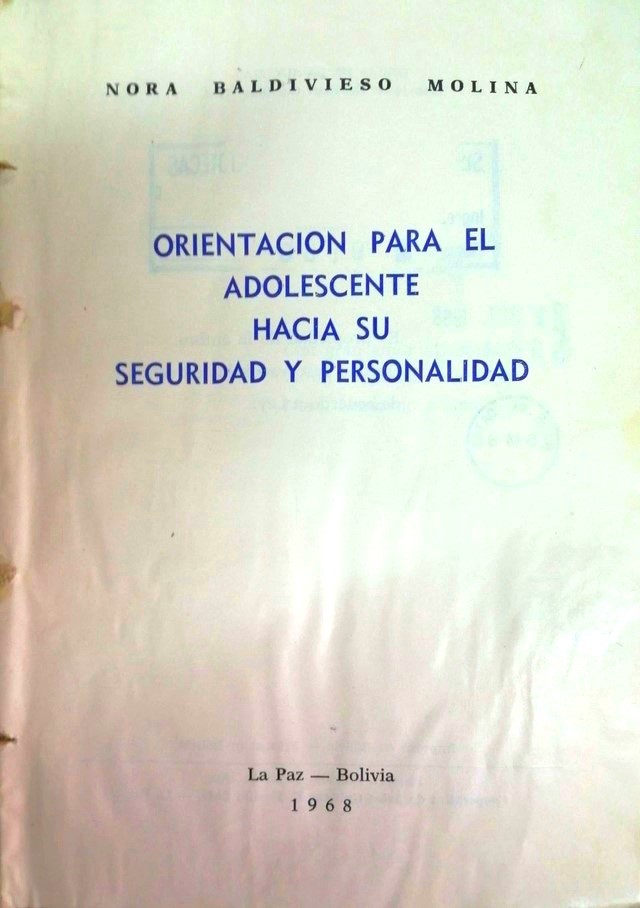 NORA BALDIVIESO MOLINA
ORIENTACION PARA EL
ADOLESCENTE
HACIA SU
SEGURIDAD Y PERSONALIDAD
La Paz — Bolivia
1968